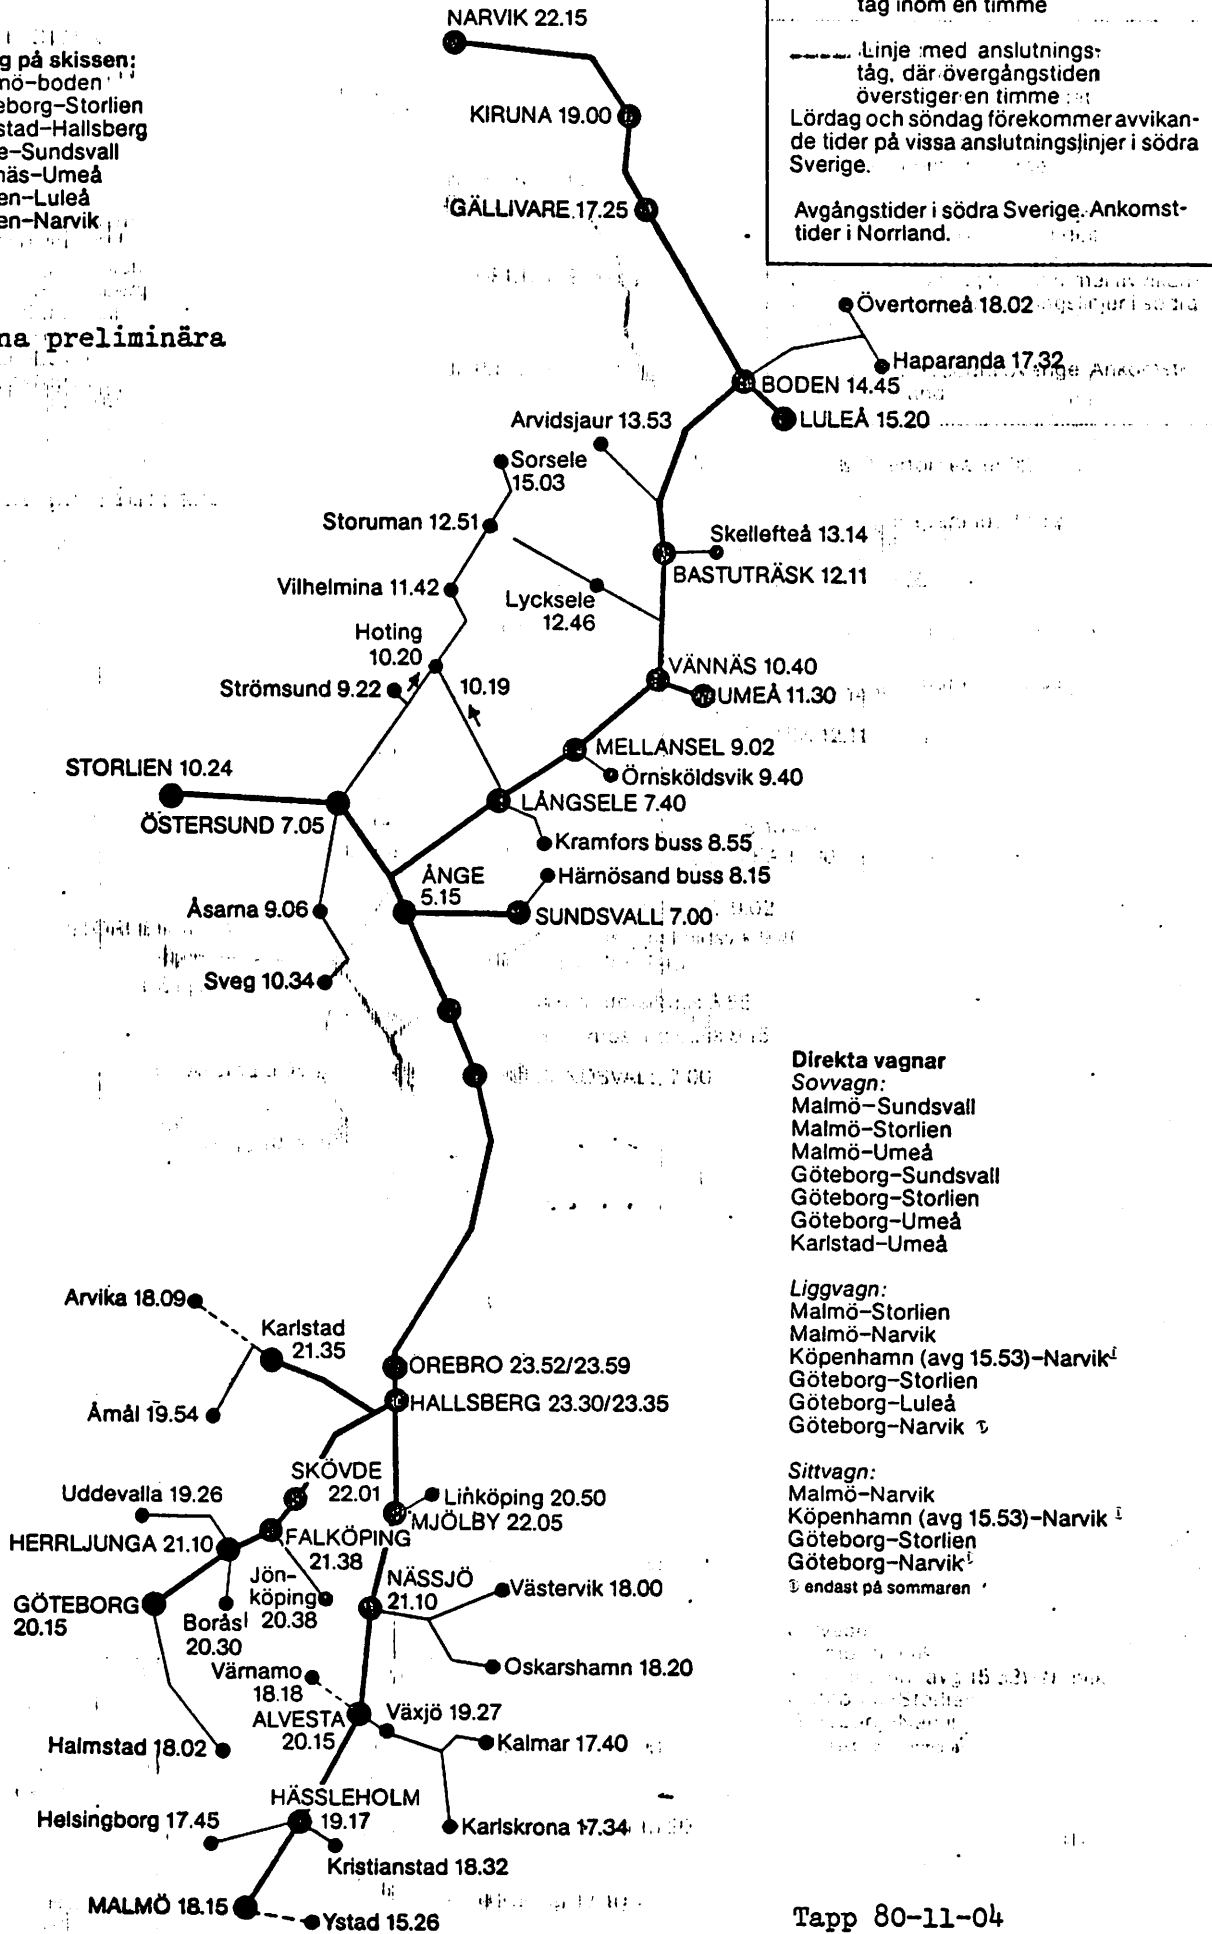 NARVIK 22.15
tåg inom en timme
g på skissen:
nö-boden
eborg-Storlien
stad-Hallsberg
e-Sundsvall
näs-Umeå
en-Luleå
en-Narvik
Linje med anslutnings-
tåg, där övergångstiden
överstiger en timme
Lördag och söndag förekommer avvikan-
de tider på vissa anslutningslinjer i södra
Sverige.
Avgångstider i södra Sverige. Ankomst-
tider i Norrland.
KIRUNA 19.00
GÄLLIVARE 17.25
na preliminära
Övertorneå 18.02
Haparanda 17.32
BODEN 14.45
LULEÅ 15.20
Arvidsjaur 13.53
Sorsele
15.03
Storuman 12.51
Skellefteå 13.14
BASTUTRÄSK 12.11
Vilhelmina 11.42
Lycksele
12.46
Hoting
10.20
VÄNNÄS 10.40
Strömsund 9.22
10.19
UMEÅ 11.30
MELLANSEL 9.02
Örnsköldsvik 9.40
STORLIEN 10.24
LÅNGSELE 7.40
ÖSTERSUND 7.05
Kramfors buss 8.55
ÅNGE
5.15
Härnösand buss 8.15
Åsarna 9.06
SUNDSVALL 7.00
Sveg 10.34
Direkta vagnar
Sovvagn:
Malmö-Sundsvall
Malmö-Storlien
Malmö-Umeå
Göteborg-Sundsvall
Göteborg-Storlien
Göteborg-Umeå
Karlstad-Umeå
Liggvagn:
Malmö-Storlien
Malmö-Narvik
Köpenhamn (avg 15.53)-Narvik
Göteborg-Storlien
Göteborg-Luleå
Göteborg-Narvik
Sittvagn:
Malmö-Narvik
Köpenhamn (avg 15.53)-Narvik
Göteborg-Storlien
Göteborg-Narvik
endast på sommaren
Arvika 18.09
Karlstad
21.35
ÖREBRO 23.52/23.59
HALLSBERG 23.30/23.35
Åmål 19.54
SKÖVDE
22.01
Uddevalla 19.26
Linköping 20.50
MJÖLBY 22.05
HERRLJUNGA 21.10
FALKÖPING
21.38
Jön-
köping
20.38
NÄSSJÖ
21.10
Västervik 18.00
GÖTEBORG
20.15
Borås
20.30
Oskarshamn 18.20
Värnamo
18.18
ALVESTA
20.15
Växjö 19.27
Kalmar 17.40
Halmstad 18.02
HÄSSLEHOLM
19.17
Helsingborg 17.45
Karlskrona 17.34
Kristianstad 18.32
MALMÖ 18.15
Ystad 15.26
Tapp 80-11-04